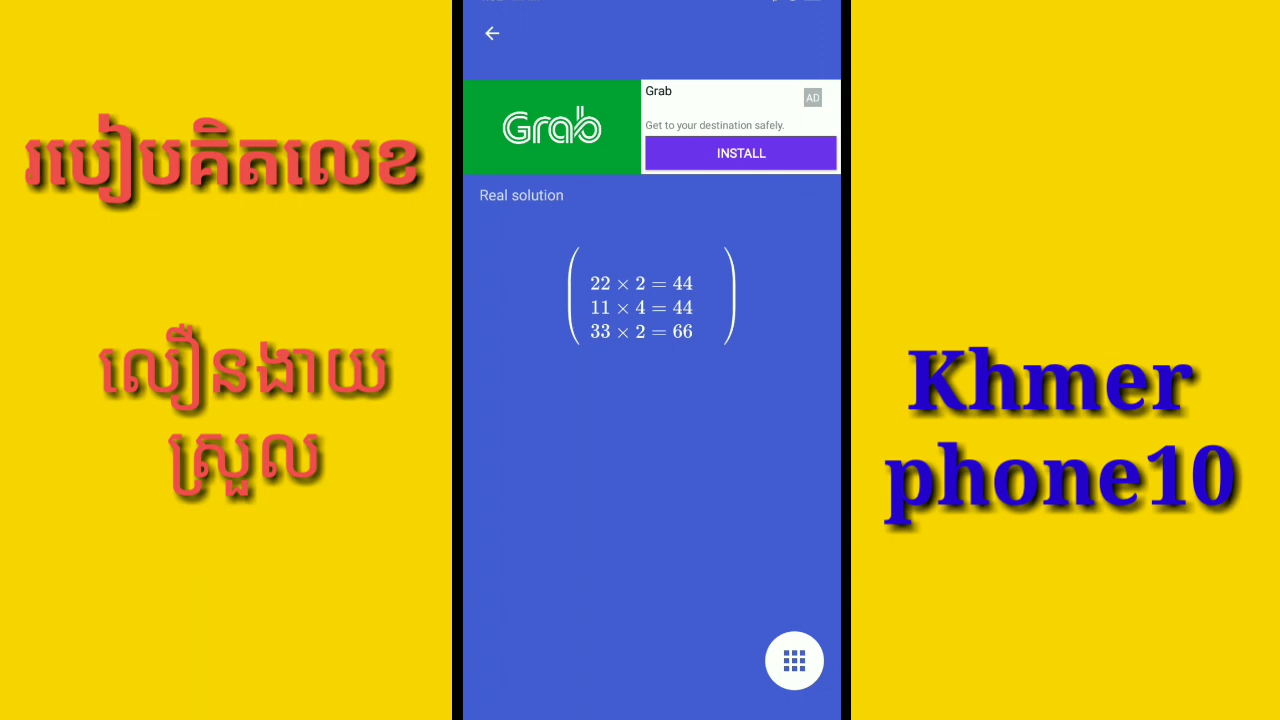 របៀបគិតលេខ
លឿនងាយ
ស្រួល
Grab
Grab
AD
Get to your destination safely.
INSTALL
Real solution
22 × 2 = 44
11 × 4 = 44
33 × 2 = 66
Khmer
phone10